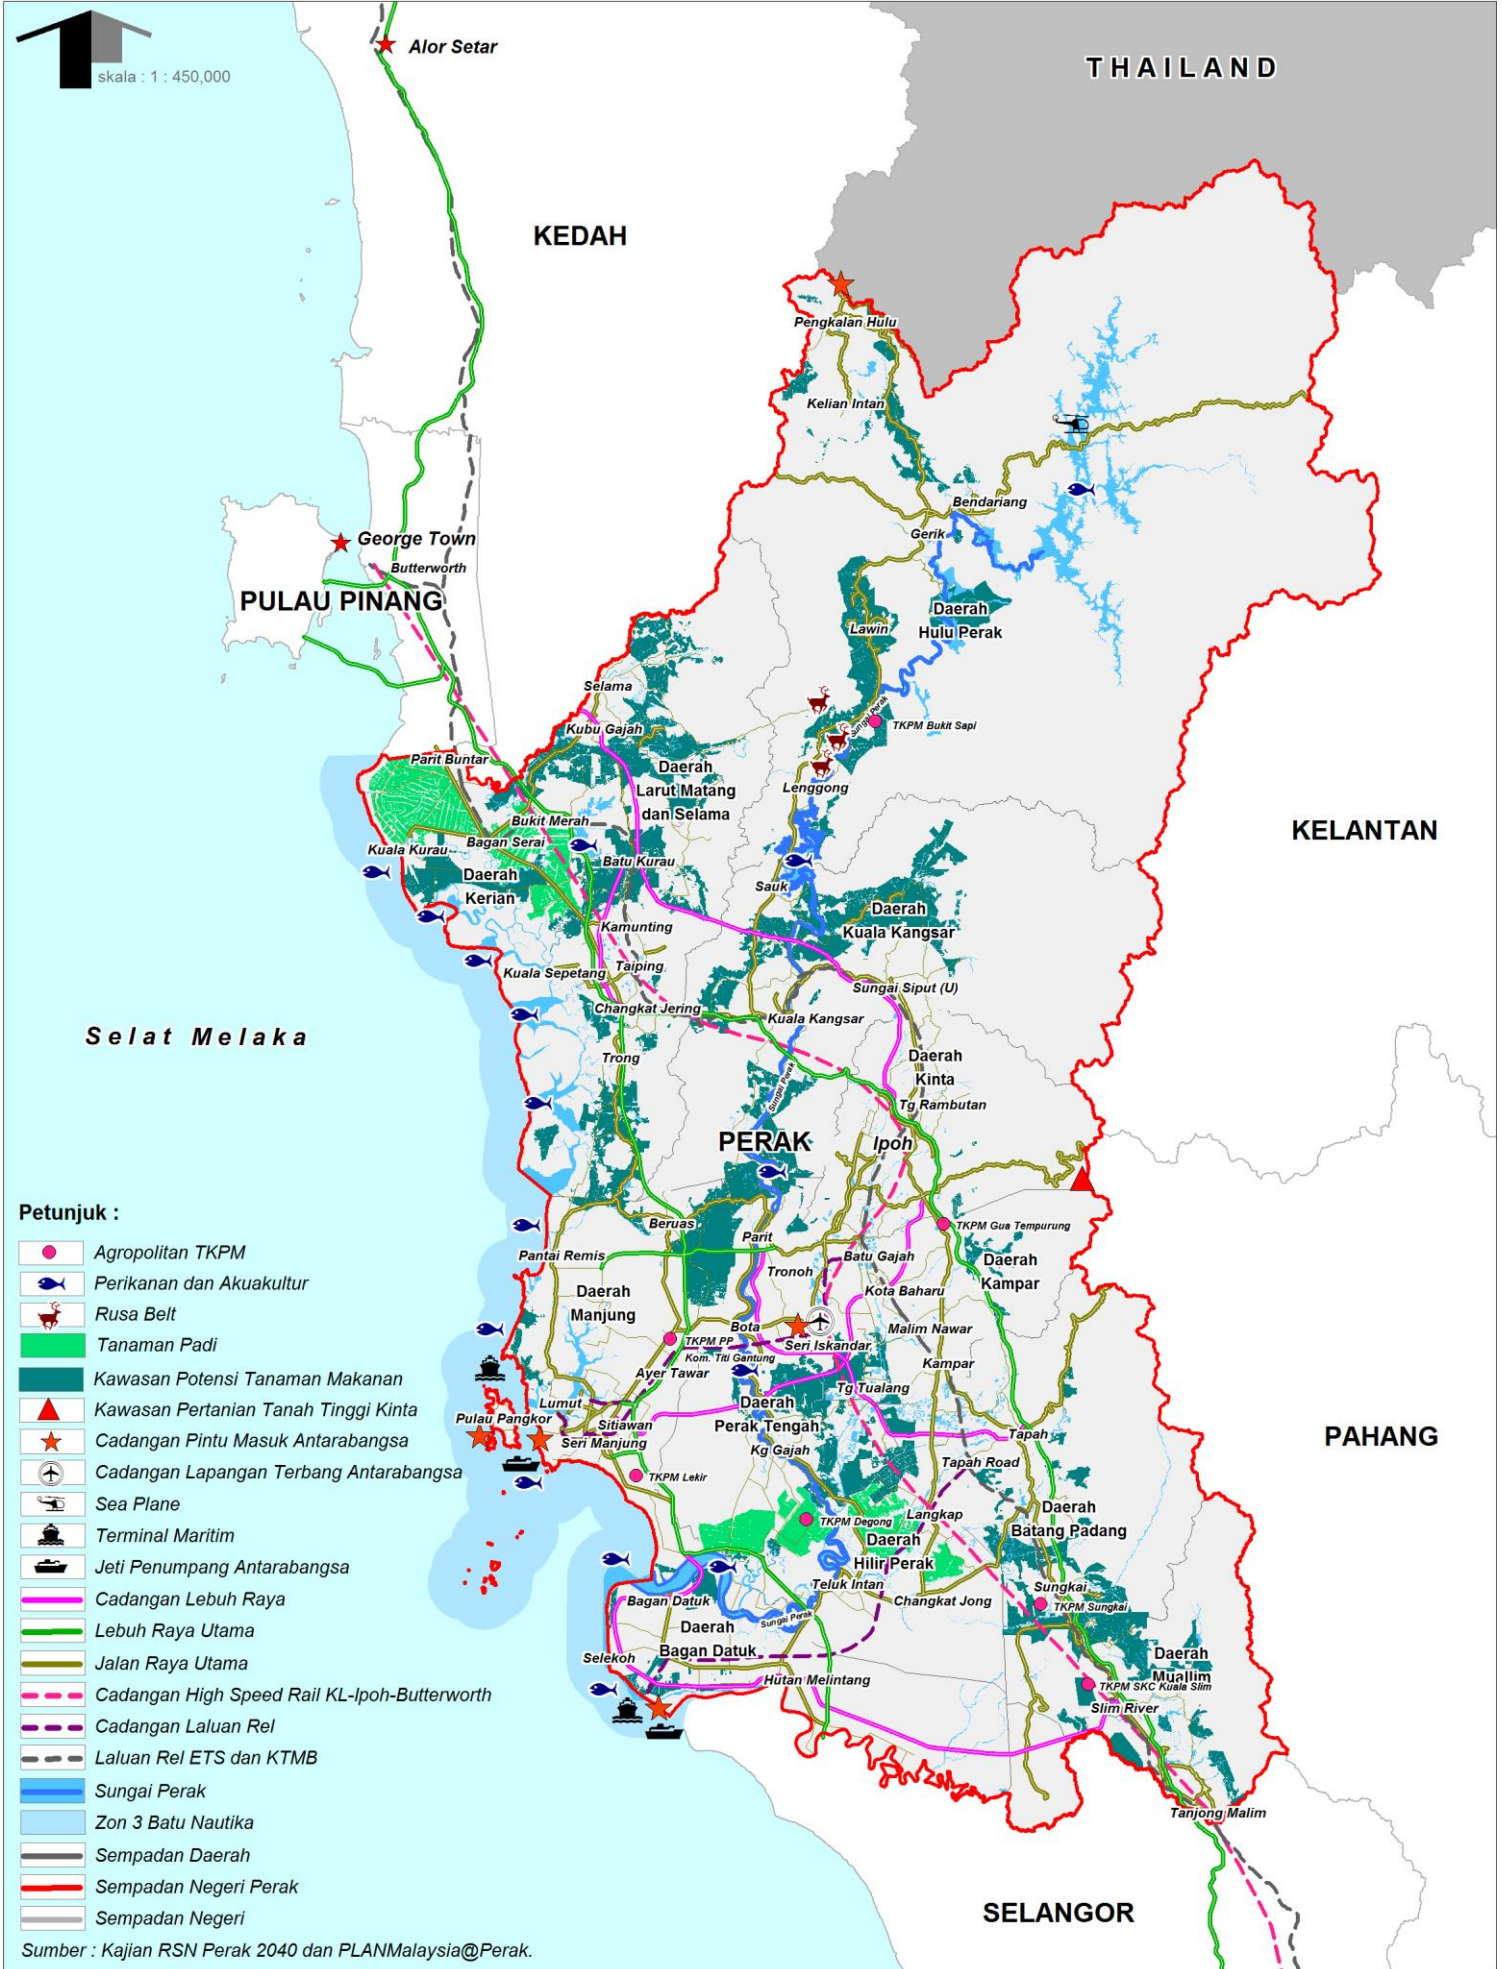 skala : 1 : 450,000
Alor Setar
THAILAND
KEDAH
Pengkalan Hulu
Kelian Intan
Bendariang
Gerik
George Town
Butterworth
PULAU PINANG
Daerah
Hulu Perak
Lawin
Selama
Sungai Perak
TKPM Bukit Sapi
Kubu Gajah
Parit Buntar
Daerah
Larut Matang
dan Selama
Lenggong
Bukit Merah
Bagan Serai
Kuala Kurau
Batu Kurau
KELANTAN
Daerah
Kerian
Sauk
Daerah
Kuala Kangsar
Kamunting
Kuala Sepetang
Taiping
Sungai Siput (U)
Changkat Jering
Kuala Kangsar
Selat Melaka
Trong
Daerah
Kinta
Sungai Perak
Tg Rambutan
PERAK
Ipoh
Beruas
TKPM Gua Tempurung
Parit
Pantai Remis
Batu Gajah
Tronoh
Daerah
Kampar
Daerah
Manjung
Kota Baharu
Bota
Malim Nawar
TKPM PP
Seri Iskandar
Kom. Titi Gantung
Kampar
Ayer Tawar
Tg Tualang
Lumut
Daerah
Perak Tengah
Pulau Pangkor
Sitiawan
Seri Manjung
Kg Gajah
Tapah
PAHANG
Tapah Road
TKPM Lekir
Langkap
Daerah
Batang Padang
TKPM Degong
Daerah
Hilir Perak
Teluk Intan
Sungkai
Bagan Datuk
Changkat Jong
TKPM Sungkai
Sungai Perak
Daerah
Bagan Datuk
Selekoh
Daerah
Muallim
Hutan Melintang
TKPM SKC Kuala Slim
Slim River
Tanjong Malim
SELANGOR
Petunjuk :
Agropolitan TKPM
Perikanan dan Akuakultur
Rusa Belt
Tanaman Padi
Kawasan Potensi Tanaman Makanan
Kawasan Pertanian Tanah Tinggi Kinta
Cadangan Pintu Masuk Antarabangsa
Cadangan Lapangan Terbang Antarabangsa
Sea Plane
Terminal Maritim
Jeti Penumpang Antarabangsa
Cadangan Lebuh Raya
Lebuh Raya Utama
Jalan Raya Utama
Cadangan High Speed Rail KL-Ipoh-Butterworth
Cadangan Laluan Rel
Laluan Rel ETS dan KTMB
Sungai Perak
Zon 3 Batu Nautika
Sempadan Daerah
Sempadan Negeri Perak
Sempadan Negeri
Sumber : Kajian RSN Perak 2040 dan PLANMalaysia@Perak.